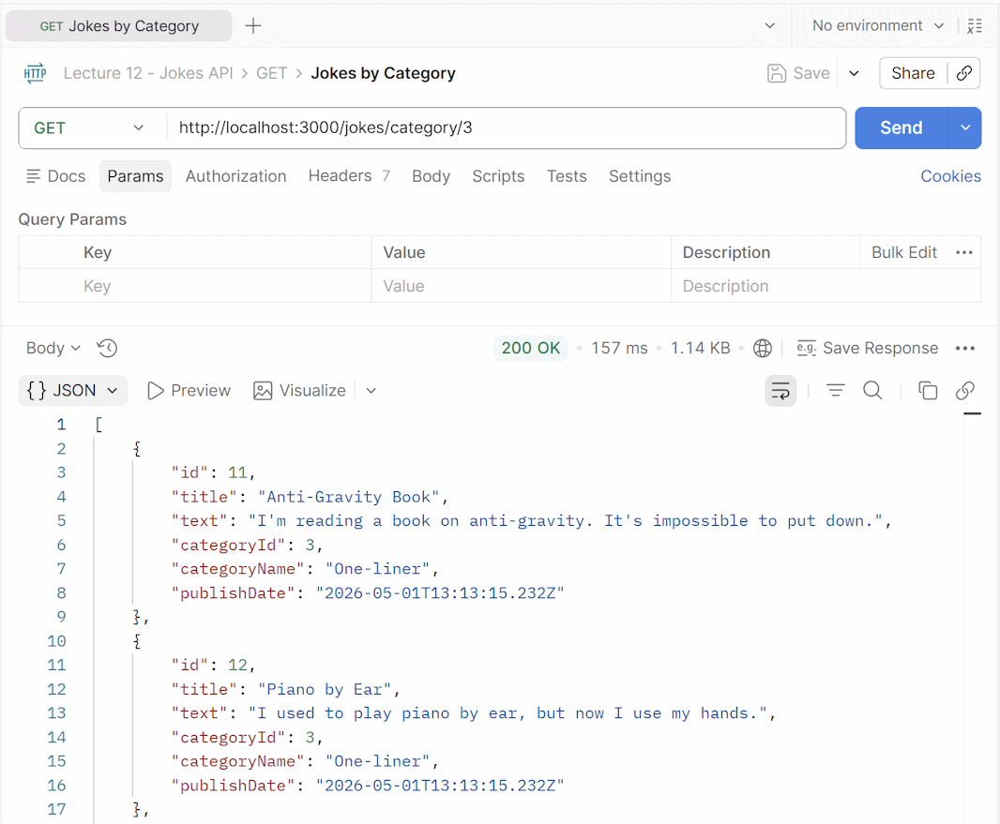 GET Jokes by Category
No environment
HTTP Lecture 12 - Jokes API > GET > Jokes by Category Save Share
GET http://localhost:3000/jokes/category/3 Send
Docs Params Authorization Headers 7 Body Scripts Tests Settings Cookies
Query Params
Key Value Description Bulk Edit
Key Value Description
Body 200 OK • 157 ms • 1.14 KB • e.g. Save Response
{} JSON Preview Visualize
1 [
2 {
3 "id": 11,
4 "title": "Anti-Gravity Book",
5 "text": "I'm reading a book on anti-gravity. It's impossible to put down.",
6 "categoryId": 3,
7 "categoryName": "One-liner",
8 "publishDate": "2026-05-01T13:13:15.232Z"
9 },
10 {
11 "id": 12,
12 "title": "Piano by Ear",
13 "text": "I used to play piano by ear, but now I use my hands.",
14 "categoryId": 3,
15 "categoryName": "One-liner",
16 "publishDate": "2026-05-01T13:13:15.232Z"
17 },